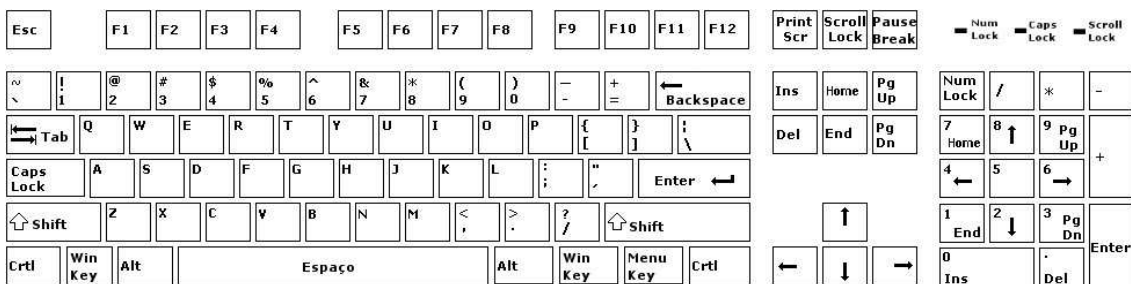 Esc F1 F2 F3 F4 F5 F6 F7 F8 F9 F10 F11 F12 Print Scr Scroll Lock Pause Break Num Lock Caps Lock Scroll Lock
~ ` ! 1 @ 2 # 3 $ 4 % 5 ^ 6 & 7 * 8 ( 9 ) 0 — - + = Backspace Ins Home Pg Up Num Lock / * -
Tab Q W E R T Y U I O P { [ } ] ¦ \ Del End Pg Dn 7 Home 8 9 Pg Up +
Caps Lock A S D F G H J K L : ; " , Enter 4 5 6
Shift Z X C V B N M < , > . ? / Shift 1 End 2 3 Pg Dn Enter
Crtl Win Key Alt Espaço Alt Win Key Menu Key Crtl 0 Ins . Del